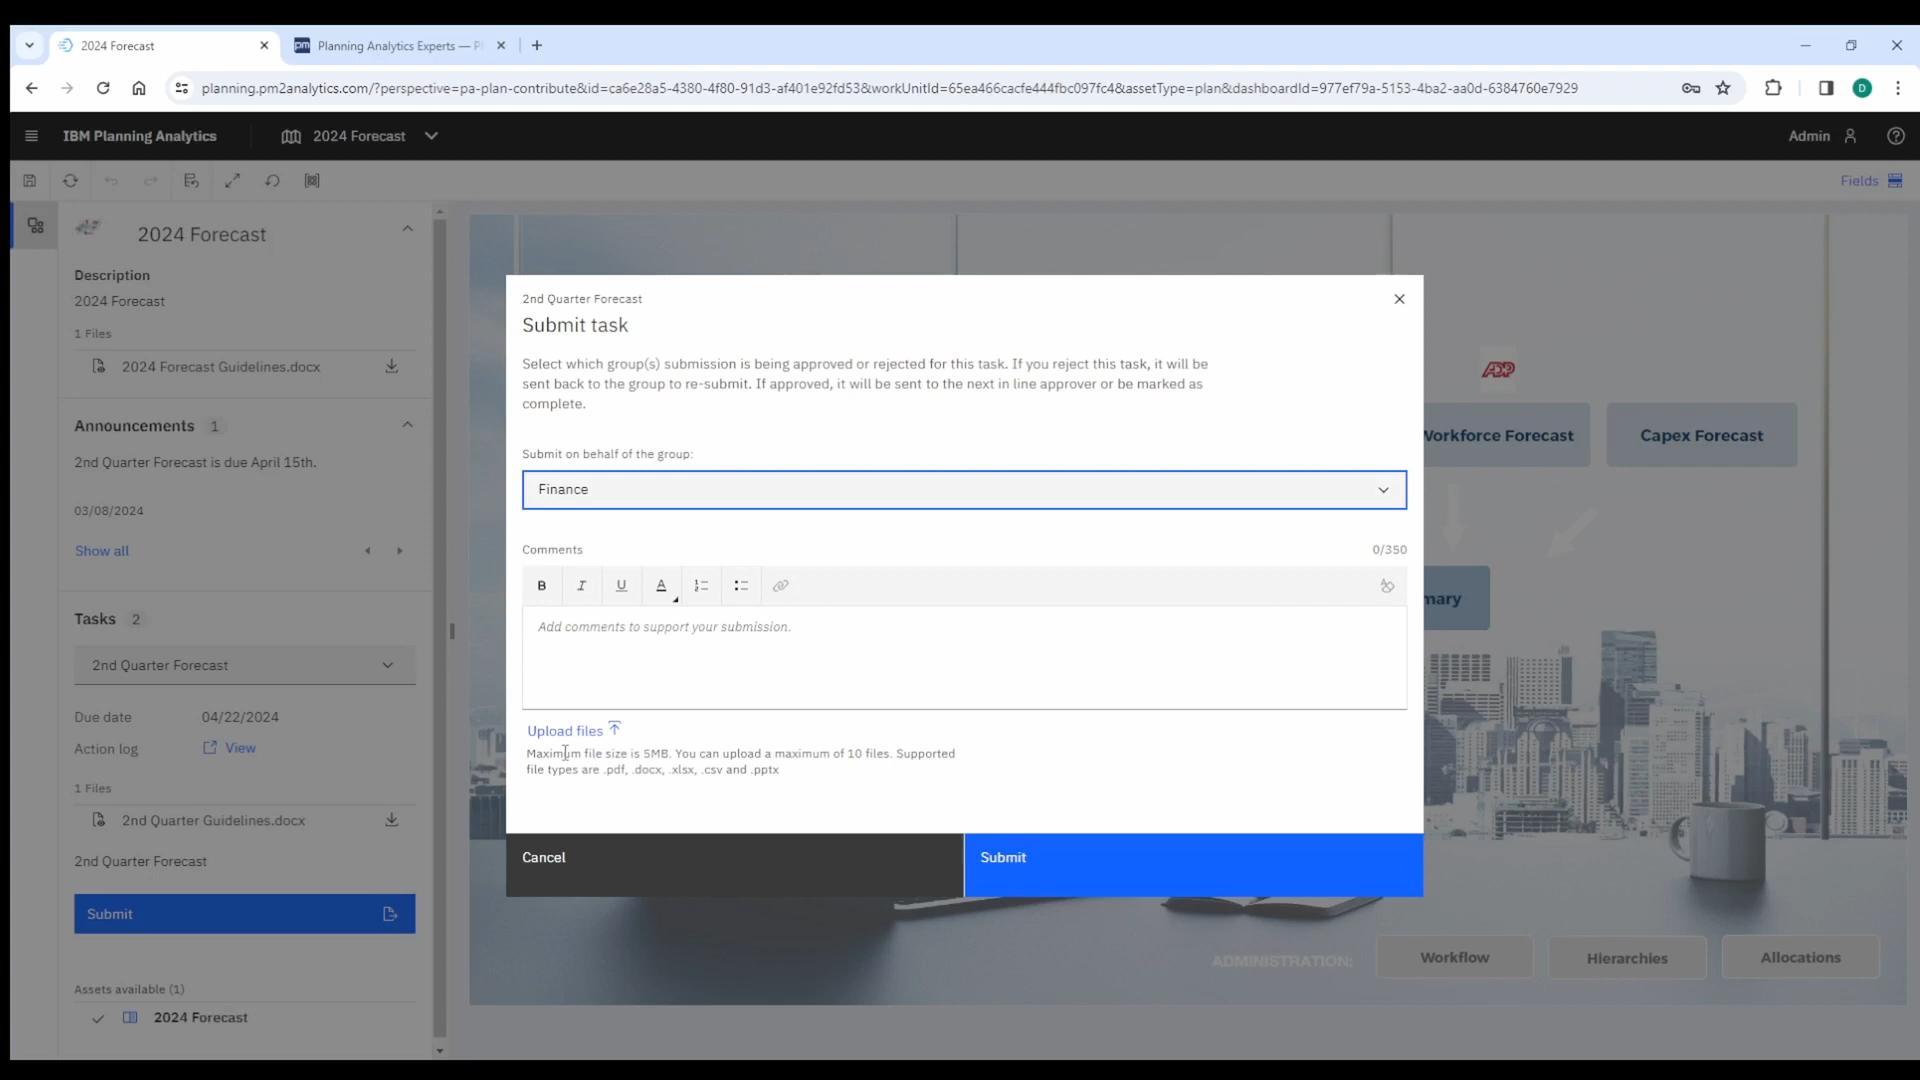 2024 Forecast
pm
Planning Analytics Experts — P
planning.pm2analytics.com/?perspective=pa-plan-contribute&id=ca6e28a5-4380-4f80-91d3-af401e92fd53&workUnitId=65ea466cacfe444fbc097fc4&assetType=plan&dashboardId=977ef79a-5153-4ba2-aa0d-6384760e7929
D
IBM Planning Analytics
2024 Forecast
Admin
Fields
2024 Forecast
Description
2024 Forecast
1 Files
2024 Forecast Guidelines.docx
Announcements 1
2nd Quarter Forecast is due April 15th.
03/08/2024
Show all
Tasks 2
2nd Quarter Forecast
Due date 04/22/2024
Action log View
1 Files
2nd Quarter Guidelines.docx
2nd Quarter Forecast
Submit
Assets available (1)
2024 Forecast
2nd Quarter Forecast
Submit task
Select which group(s) submission is being approved or rejected for this task. If you reject this task, it will be
sent back to the group to re-submit. If approved, it will be sent to the next in line approver or be marked as
complete.
Submit on behalf of the group:
Finance
Comments 0/350
B I U A
Add comments to support your submission.
Upload files
Maximum file size is 5MB. You can upload a maximum of 10 files. Supported
file types are .pdf, .docx, .xlsx, .csv and .pptx
Cancel
Submit
ADP
Workforce Forecast
Capex Forecast
mary
ADMINISTRATION:
Workflow
Hierarchies
Allocations